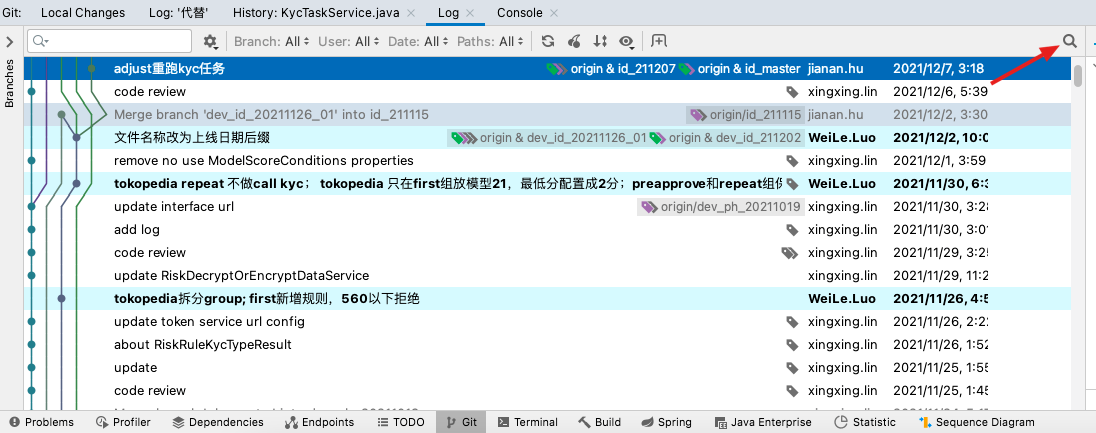 Git: Local Changes Log: '代替' History: KycTaskService.java Log Console
Branch: All User: All Date: All Paths: All
Branches
adjust重跑kyc任务 origin & id_211207 origin & id_master jianan.hu 2021/12/7, 3:18
code review xingxing.lin 2021/12/6, 5:39
Merge branch 'dev_id_20211126_01' into id_211115 origin/id_211115 jianan.hu 2021/12/2, 3:30
文件名称改为上线日期后缀 origin & dev_id_20211126_01 origin & dev_id_211202 WeiLe.Luo 2021/12/2, 10:0
remove no use ModelScoreConditions properties xingxing.lin 2021/12/1, 3:59
tokopedia repeat 不做call kyc； tokopedia 只在first组放模型21，最低分配置成2分；preapprove和repeat组 WeiLe.Luo 2021/11/30, 6:3
update interface url origin/dev_ph_20211019 xingxing.lin 2021/11/30, 3:28
add log xingxing.lin 2021/11/30, 3:01
code review xingxing.lin 2021/11/29, 3:25
update RiskDecryptOrEncryptDataService xingxing.lin 2021/11/29, 11:2
tokopedia拆分group; first新增规则，560以下拒绝 WeiLe.Luo 2021/11/26, 4:5
update token service url config xingxing.lin 2021/11/26, 2:22
about RiskRuleKycTypeResult xingxing.lin 2021/11/26, 1:52
update xingxing.lin 2021/11/25, 1:55
code review xingxing.lin 2021/11/25, 1:45
Problems Profiler Dependencies Endpoints TODO Git Terminal Build Spring Java Enterprise Statistic Sequence Diagram